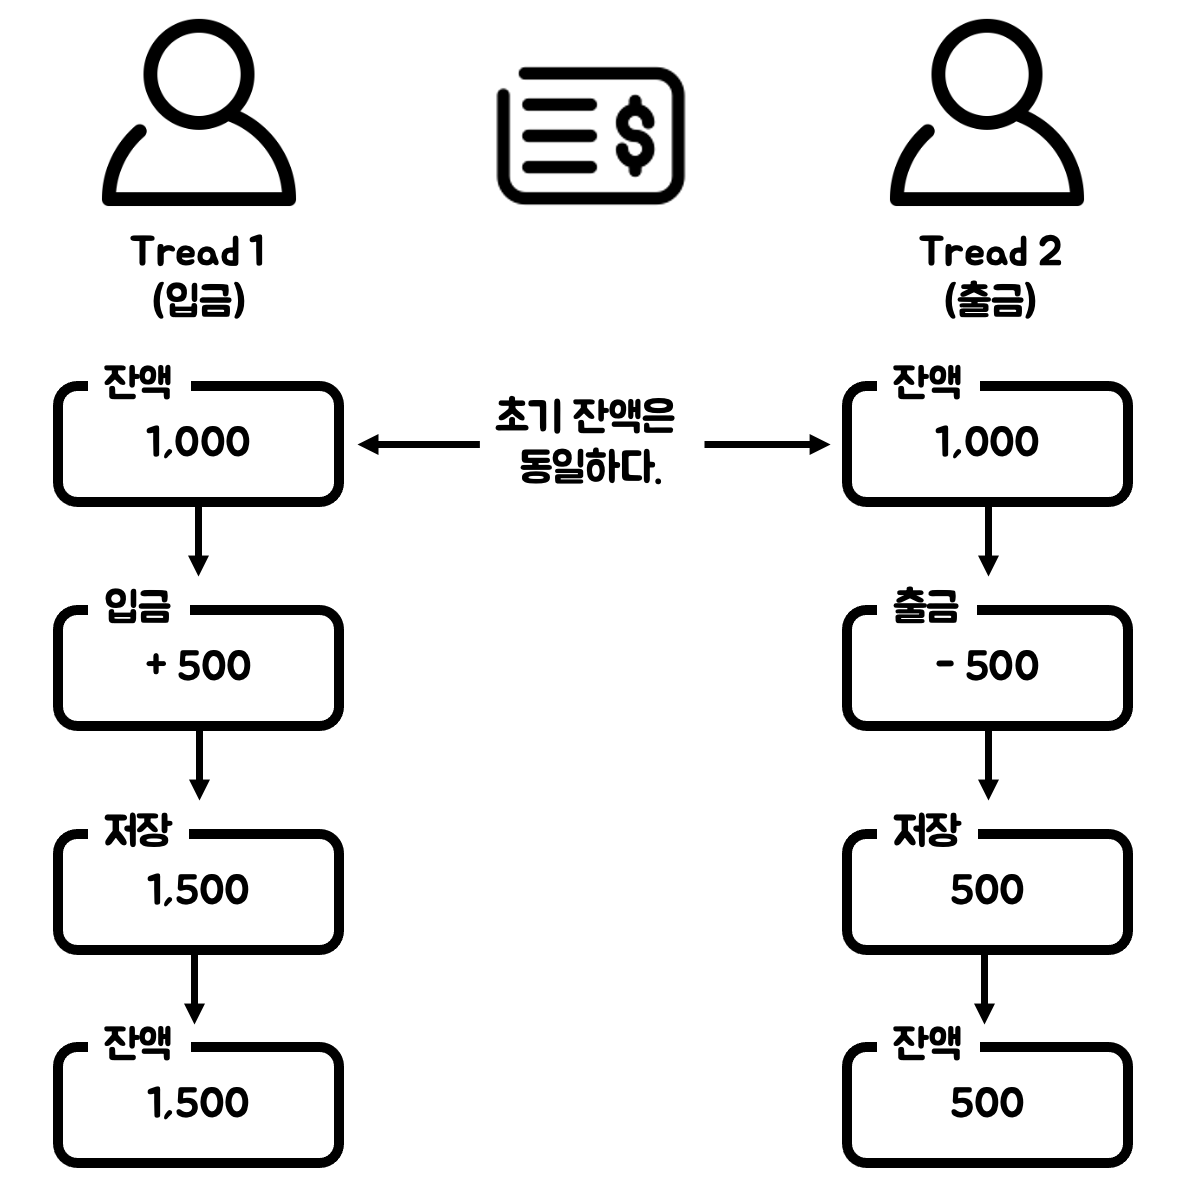 $
Tread 1
(입금)
Tread 2
(출금)
잔액
1,000
초기 잔액은
동일하다.
잔액
1,000
입금
+ 500
출금
- 500
저장
1,500
저장
500
잔액
1,500
잔액
500